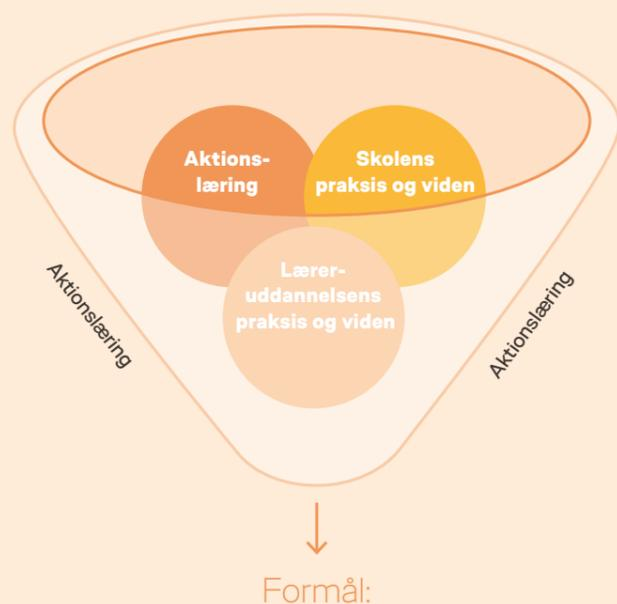 Aktions-
læring
Skolens
praksis og viden
Lærer-
uddannelsens
praksis og viden
Aktionslæring
Aktionslæring
Formål: